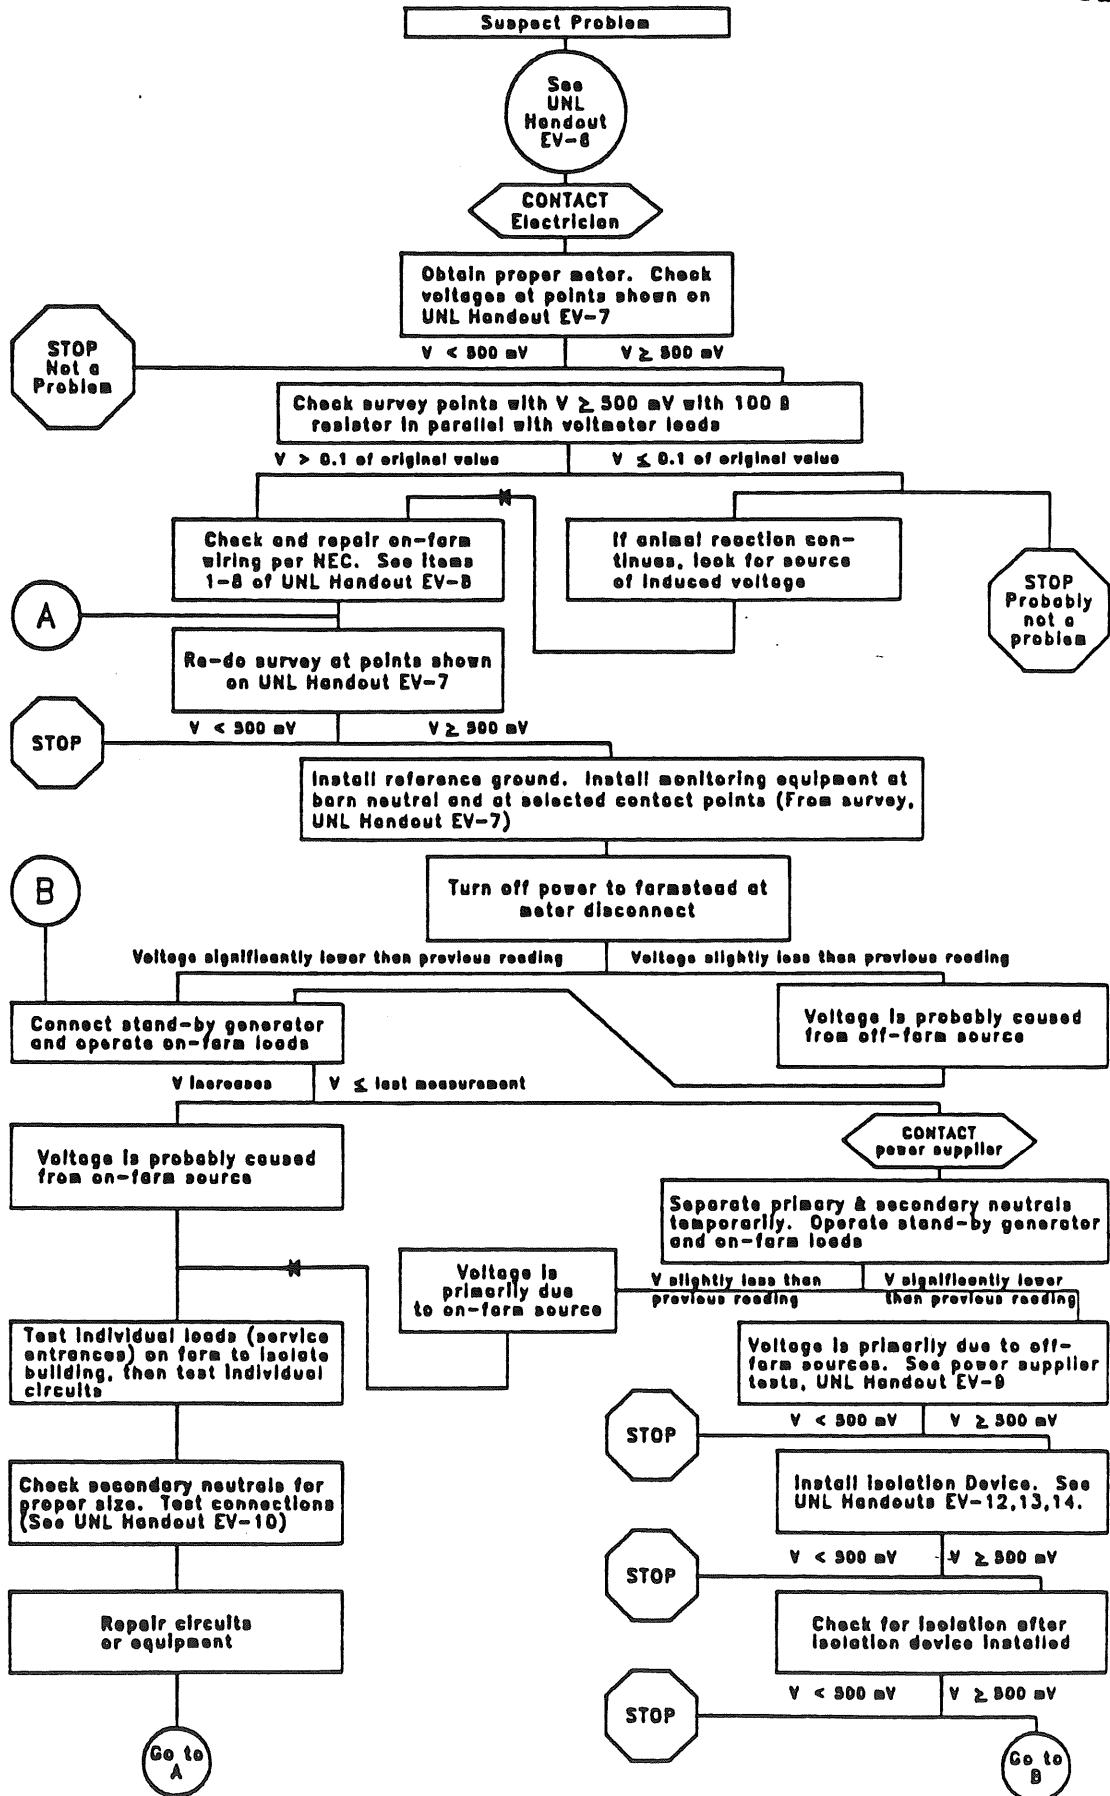 Suspect Problem
See
UNL
Handout
EV-6
CONTACT
Electrician
Obtain proper meter. Check
voltages at points shown on
UNL Handout EV-7
V < 500 mV
V ≥ 500 mV
STOP
Not a
Problem
Check survey points with V ≥ 500 mV with 100 Ω
resistor in parallel with voltmeter leads
V > 0.1 of original value
V ≤ 0.1 of original value
Check and repair on-farm
wiring per NEC. See items
1-8 of UNL Handout EV-8
If animal reaction con-
tinues, look for source
of induced voltage
STOP
Probably
not a
problem
A
Re-do survey at points shown
on UNL Handout EV-7
V < 500 mV
V ≥ 500 mV
STOP
Install reference ground. Install monitoring equipment at
barn neutral and at selected contact points (From survey,
UNL Handout EV-7)
B
Turn off power to farmstead at
meter disconnect
Voltage significantly lower than previous reading
Voltage slightly less than previous reading
Connect stand-by generator
and operate on-farm loads
Voltage is probably caused
from off-farm source
V increases
V ≤ last measurement
Voltage is probably caused
from on-farm source
CONTACT
power supplier
Separate primary & secondary neutrals
temporarily. Operate stand-by generator
and on-farm loads
Voltage is
primarily due
to on-farm source
V slightly less than
previous reading
V significantly lower
than previous reading
Test individual loads (service
entrances) on farm to isolate
building, then test individual
circuits
Voltage is primarily due to off-
farm sources. See power supplier
tests, UNL Handout EV-9
V < 500 mV
V ≥ 500 mV
STOP
Check secondary neutrals for
proper size. Test connections
(See UNL Handout EV-10)
Install Isolation Device. See
UNL Handouts EV-12,13,14.
V < 500 mV
V ≥ 500 mV
STOP
Repair circuits
or equipment
Check for isolation after
isolation device installed
V < 500 mV
V ≥ 500 mV
STOP
Go to
A
Go to
B